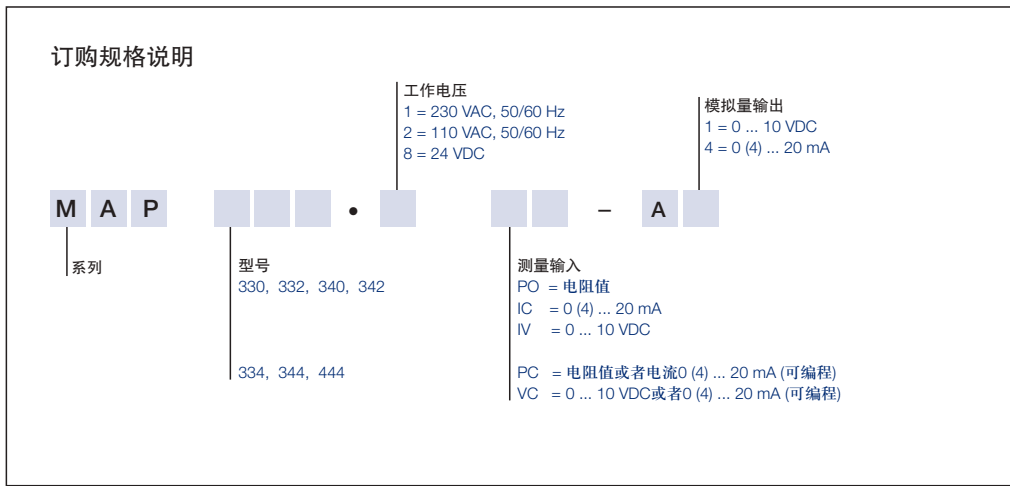 订购规格说明
工作电压
1 = 230 VAC, 50/60 Hz
2 = 110 VAC, 50/60 Hz
8 = 24 VDC
模拟量输出
1 = 0 ... 10 VDC
4 = 0 (4) ... 20 mA
M A P • – A
系列
型号
330, 332, 340, 342
334, 344, 444
测量输入
PO = 电阻值
IC = 0 (4) ... 20 mA
IV = 0 ... 10 VDC
PC = 电阻值或者电流0 (4) ... 20 mA (可编程)
VC = 0 ... 10 VDC或者0 (4) ... 20 mA (可编程)